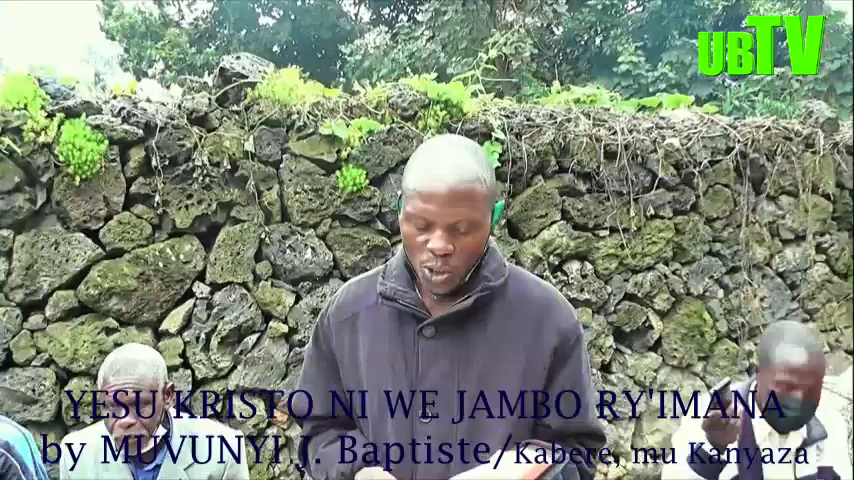 UBTV
YESU KRISTO NI WE JAMBO RY'IMANA
by MUVUNYI J. Baptiste/Kabere, mu Kanyaza